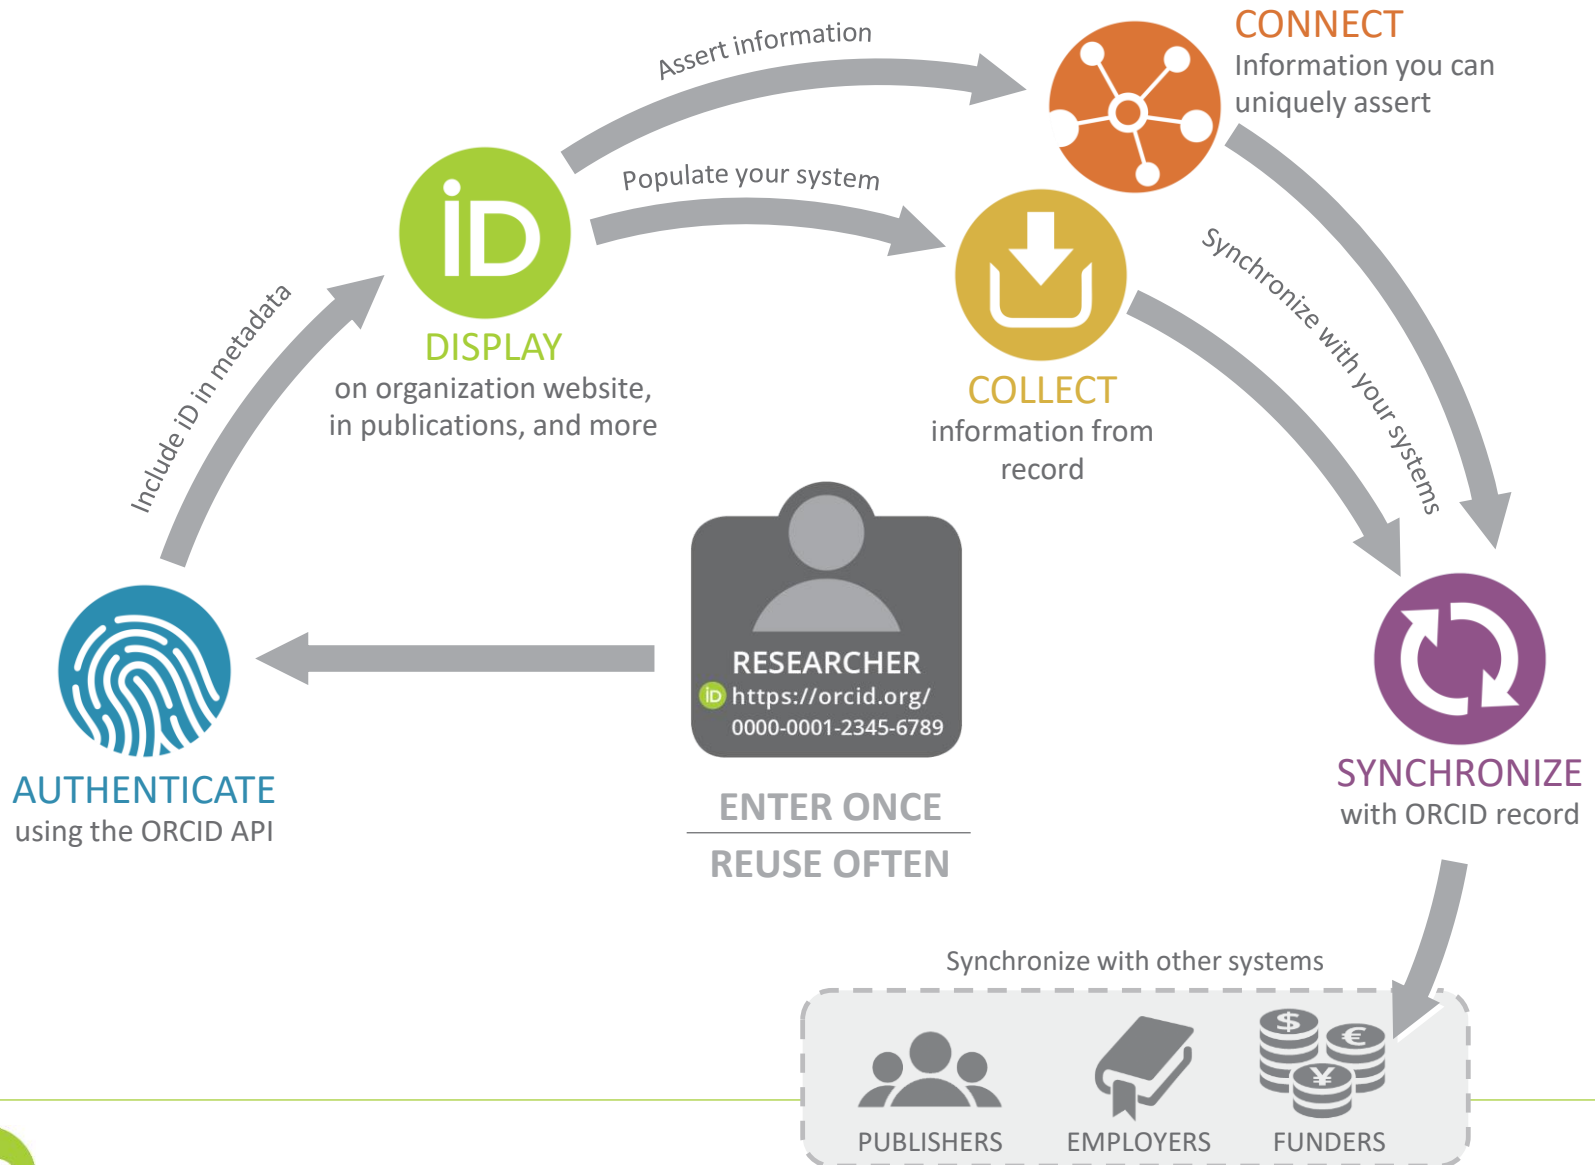 CONNECT
Information you can
uniquely assert
Assert information
Populate your system
iD
DISPLAY
on organization website,
in publications, and more
Include iD in metadata
COLLECT
information from
record
Synchronize with your systems
RESEARCHER
iD https://orcid.org/
0000-0001-2345-6789
AUTHENTICATE
using the ORCID API
ENTER ONCE
REUSE OFTEN
SYNCHRONIZE
with ORCID record
Synchronize with other systems
$ € ¥
PUBLISHERS EMPLOYERS FUNDERS